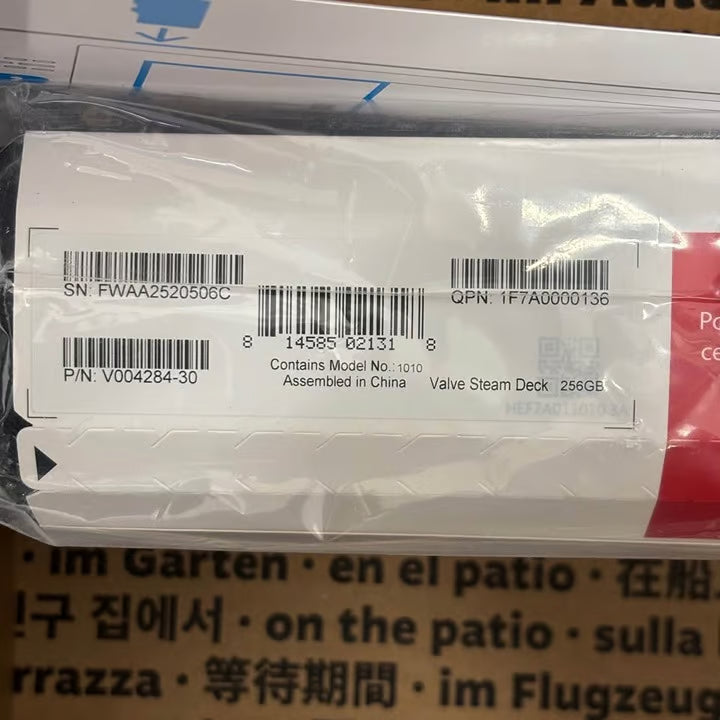 SN: FWAA2520506C
QPN: 1F7A0000136
8 14585 02131 8
P/N: V004284-30
Contains Model No.: 1010
Assembled in China
Valve Steam Deck 256GB
Po
ce
· im Garten · en el patio · 在船
구 집에서 · on the patio · sulla
rrazza · 等待期間 · im Flugzeug